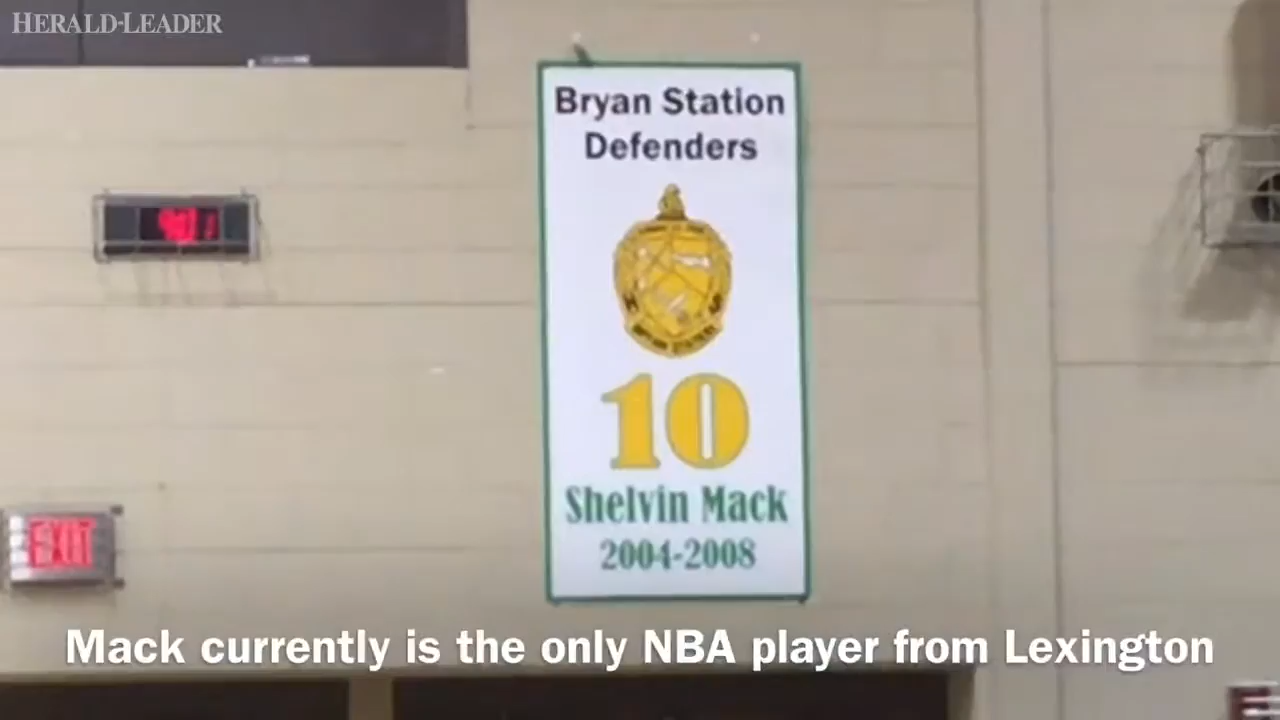 HERALD-LEADER
Bryan Station
Defenders
10
Shelvin Mack
2004-2008
EXIT
Mack currently is the only NBA player from Lexington